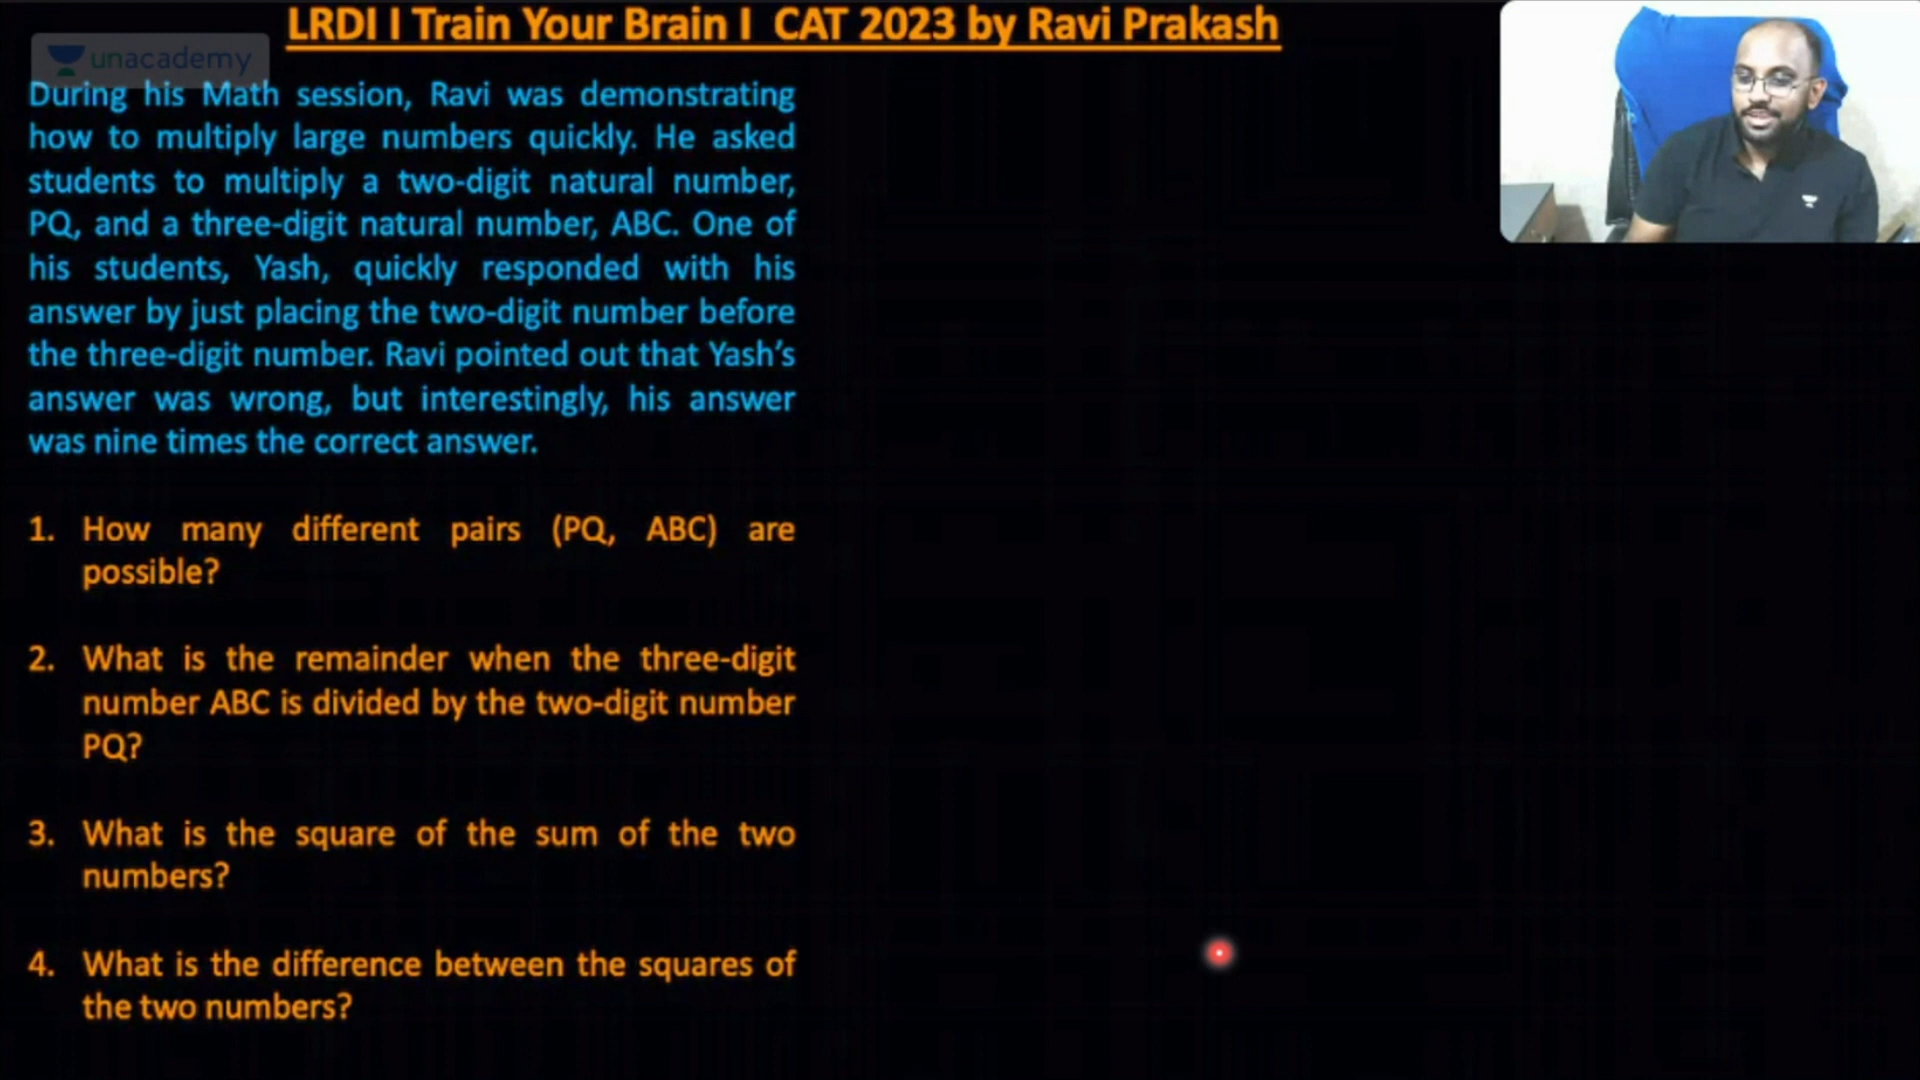 LRDI I Train Your Brain I CAT 2023 by Ravi Prakash
unacademy
During his Math session, Ravi was demonstrating
how to multiply large numbers quickly. He asked
students to multiply a two-digit natural number,
PQ, and a three-digit natural number, ABC. One of
his students, Yash, quickly responded with his
answer by just placing the two-digit number before
the three-digit number. Ravi pointed out that Yash’s
answer was wrong, but interestingly, his answer
was nine times the correct answer.
1. How many different pairs (PQ, ABC) are
possible?
2. What is the remainder when the three-digit
number ABC is divided by the two-digit number
PQ?
3. What is the square of the sum of the two
numbers?
4. What is the difference between the squares of
the two numbers?